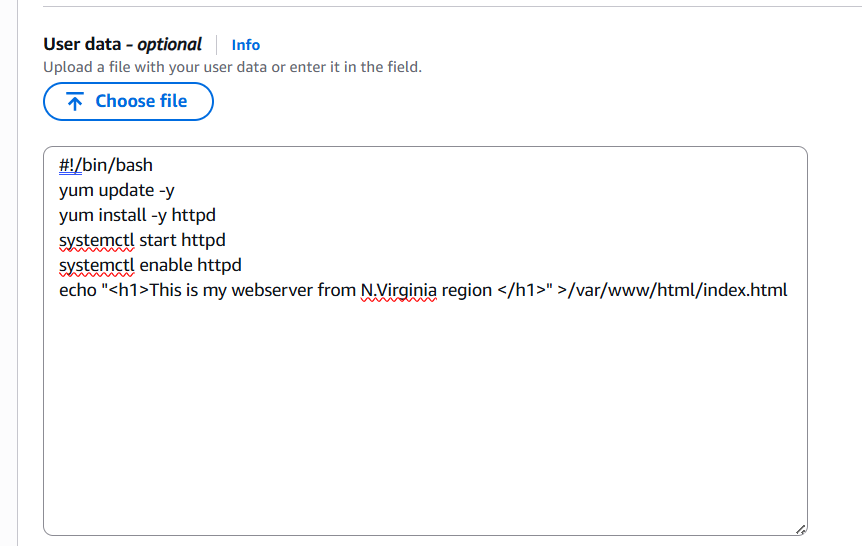 User data - optional Info
Upload a file with your user data or enter it in the field.
Choose file
#!/bin/bash
yum update -y
yum install -y httpd
systemctl start httpd
systemctl enable httpd
echo "<h1>This is my webserver from N.Virginia region </h1>" >/var/www/html/index.html